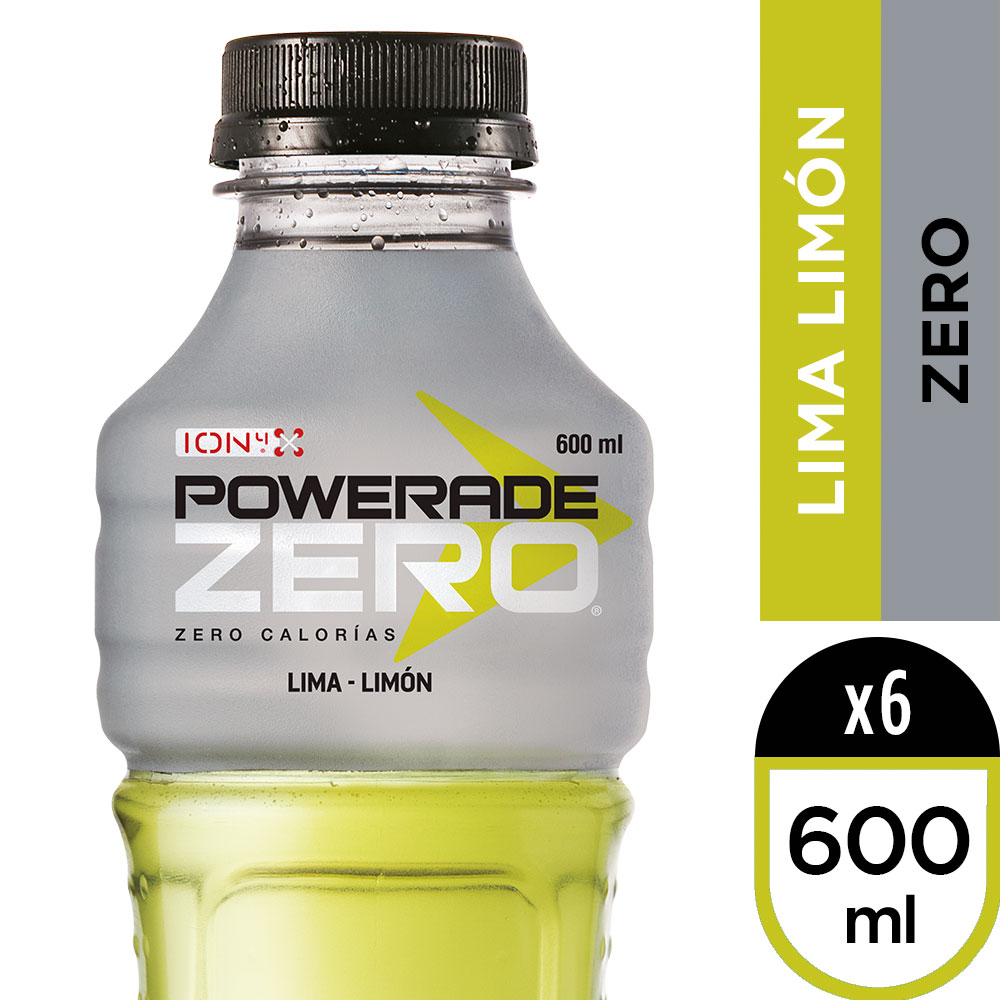 ION4
600 ml
POWERADE
ZERO®
ZERO CALORÍAS
LIMA - LIMÓN
LIMA LIMÓN
ZERO
x6
600
ml